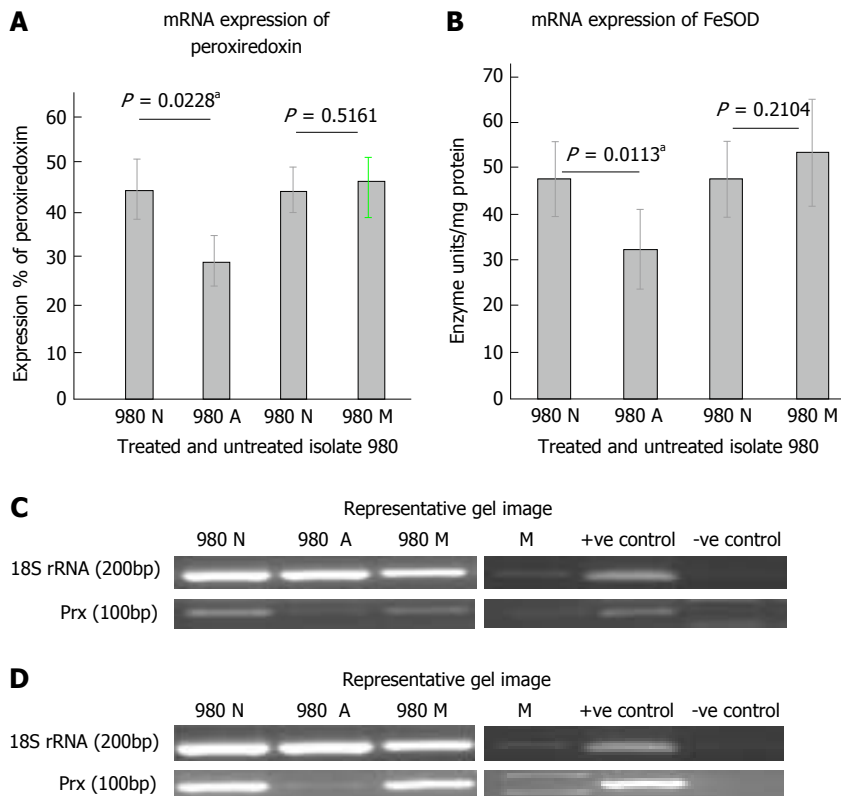 A
mRNA expression of
peroxiredoxin
Expression % of peroxiredoxim
60
50
40
30
20
10
0
P = 0.0228ᵃ
P = 0.5161
980 N 980 A 980 N 980 M
Treated and untreated isolate 980
B
mRNA expression of FeSOD
Enzyme units/mg protein
70
60
50
40
30
20
10
0
P = 0.0113ᵃ
P = 0.2104
980 N 980 A 980 N 980 M
Treated and untreated isolate 980
C
Representative gel image
980 N 980 A 980 M M +ve control -ve control
18S rRNA (200bp)
Prx (100bp)
D
Representative gel image
980 N 980 A 980 M M +ve control -ve control
18S rRNA (200bp)
Prx (100bp)